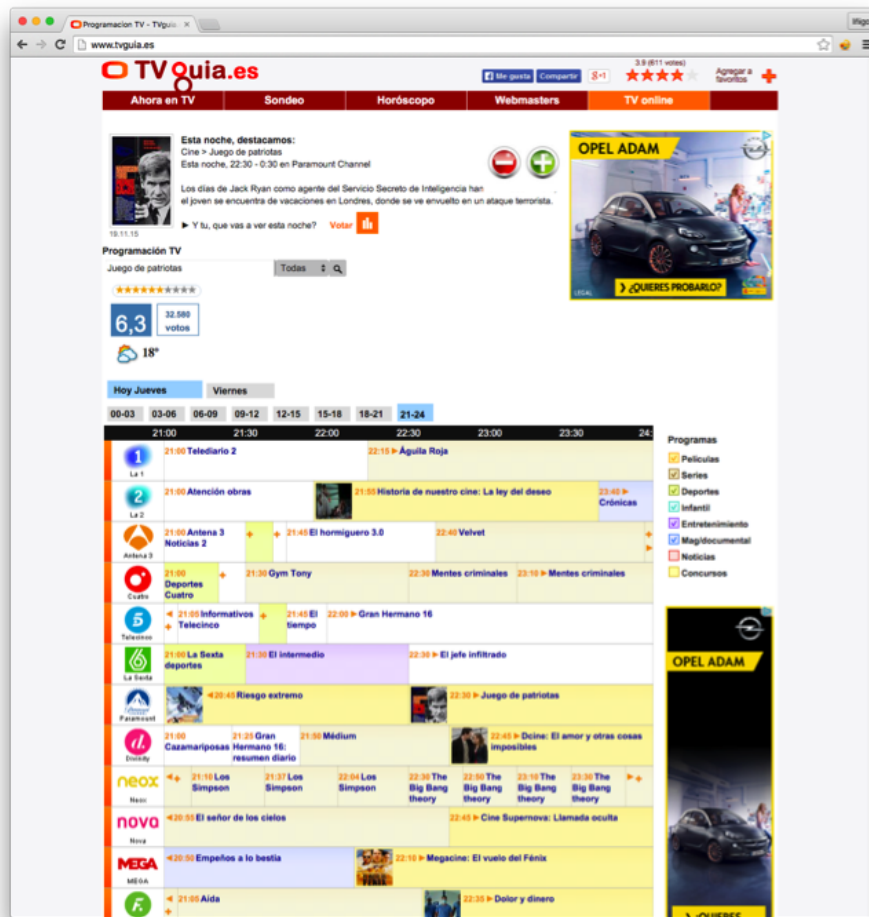 Programacion TV - TVguia
Iñigo
www.tvguia.es
TV guia.es
Me gusta Compartir g+1
3.9 (611 votes)
Agregar a favoritos
Ahora en TV Sondeo Horóscopo Webmasters TV online
Esta noche, destacamos:
Cine > Juego de patriotas
Esta noche, 22:30 - 0:30 en Paramount Channel
Los días de Jack Ryan como agente del Servicio Secreto de Inteligencia han
el joven se encuentra de vacaciones en Londres, donde se ve envuelto en un ataque terrorista.
► Y tu, que vas a ver esta noche? Votar
19.11.15
OPEL ADAM
LEGAL
> ¿QUIERES PROBARLO?
Programación TV
Juego de patriotas Todas
6,3 32.580 votos
18°
Hoy Jueves Viernes
00-03 03-06 06-09 09-12 12-15 15-18 18-21 21-24
21:00 21:30 22:00 22:30 23:00 23:30 24:
Programas
Películas
Series
Deportes
Infantil
Entretenimiento
Mag/documental
Noticias
Concursos
1 La 1
21:00 Telediario 2
22:15 ► Águila Roja
2 La 2
21:00 Atención obras
21:55 Historia de nuestro cine: La ley del deseo
23:40 ► Crónicas
Antena 3
21:00 Antena 3 Noticias 2
+ + 21:45 El hormiguero 3.0
22:40 Velvet
+ ►
Cuatro
21:00 Deportes Cuatro
+ 21:30 Gym Tony
22:30 Mentes criminales
23:10 ► Mentes criminales
5 Telecinco
◄ + 21:05 Informativos Telecinco
+ 21:45 El tiempo
22:00 ► Gran Hermano 16
6 La Sexta
21:00 La Sexta deportes
21:30 El intermedio
22:30 ► El jefe infiltrado
Paramount
◄ 20:45 Riesgo extremo
22:30 ► Juego de patriotas
d. Divinity
21:00 Cazamariposas
21:25 Gran Hermano 16: resumen diario
21:50 Médium
22:45 ► Dcine: El amor y otras cosas imposibles
neox Neox
◄+ 21:10 Los Simpson
21:37 Los Simpson
22:04 Los Simpson
22:30 The Big Bang theory
22:50 The Big Bang theory
23:10 The Big Bang theory
23:30 The Big Bang theory
►+
nova Nova
◄ 20:55 El señor de los cielos
22:45 ► Cine Supernova: Llamada oculta
MEGA MEGA
◄ 20:50 Empeños a lo bestia
22:10 ► Megacine: El vuelo del Fénix
F.
◄ + 21:05 Aída
22:35 ► Dolor y dinero
OPEL ADAM
> ¿QUIERES